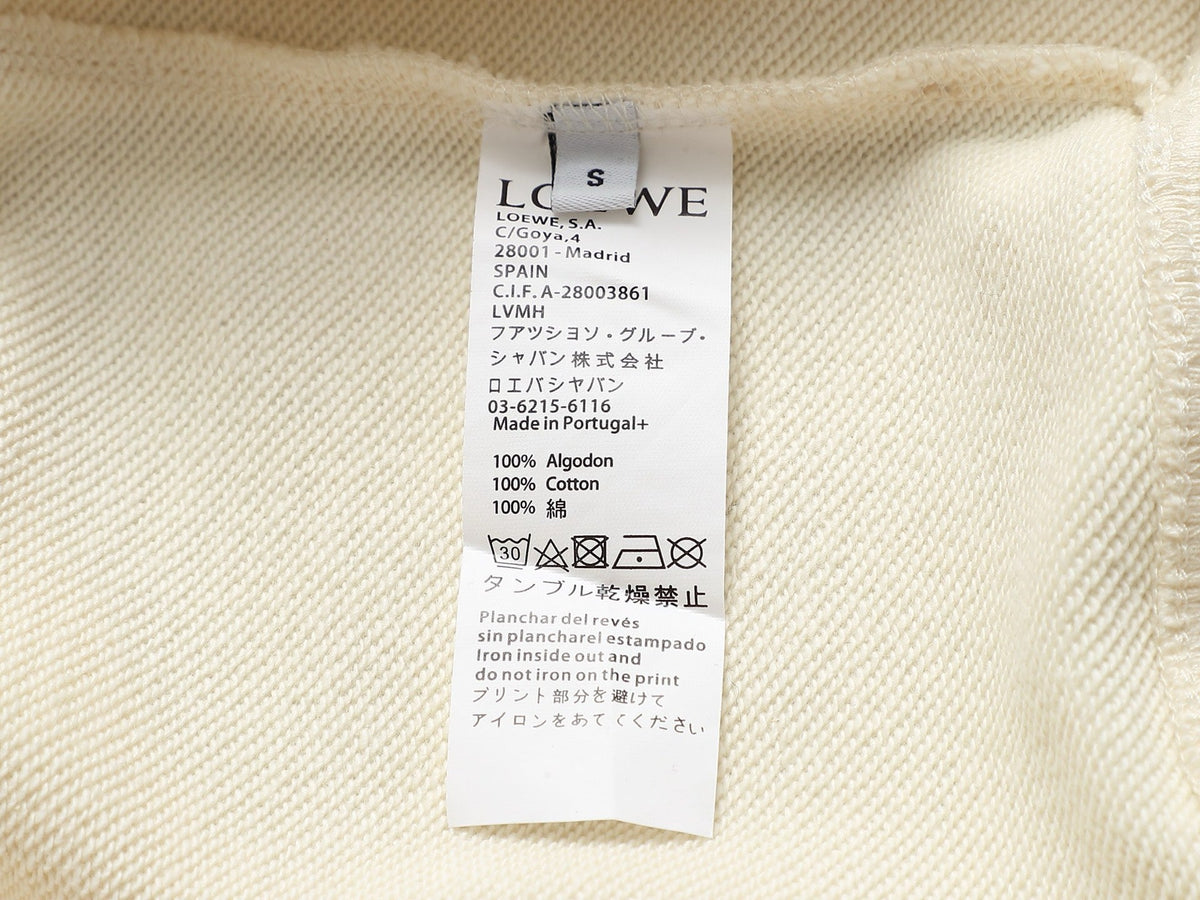 S
LOEWE
LOEWE, S.A.
C/Goya,4
28001 - Madrid
SPAIN
C.I.F. A-28003861
LVMH
フアツシヨソ・グループ・
シャバン株式会社
ロエバシヤバン
03-6215-6116
Made in Portugal+
100% Algodon
100% Cotton
100% 綿
30
タンブル乾燥禁止
Planchar del revés
sin plancharel estampado
Iron inside out and
do not iron on the print
プリント部分を避けて
アイロンをあててください